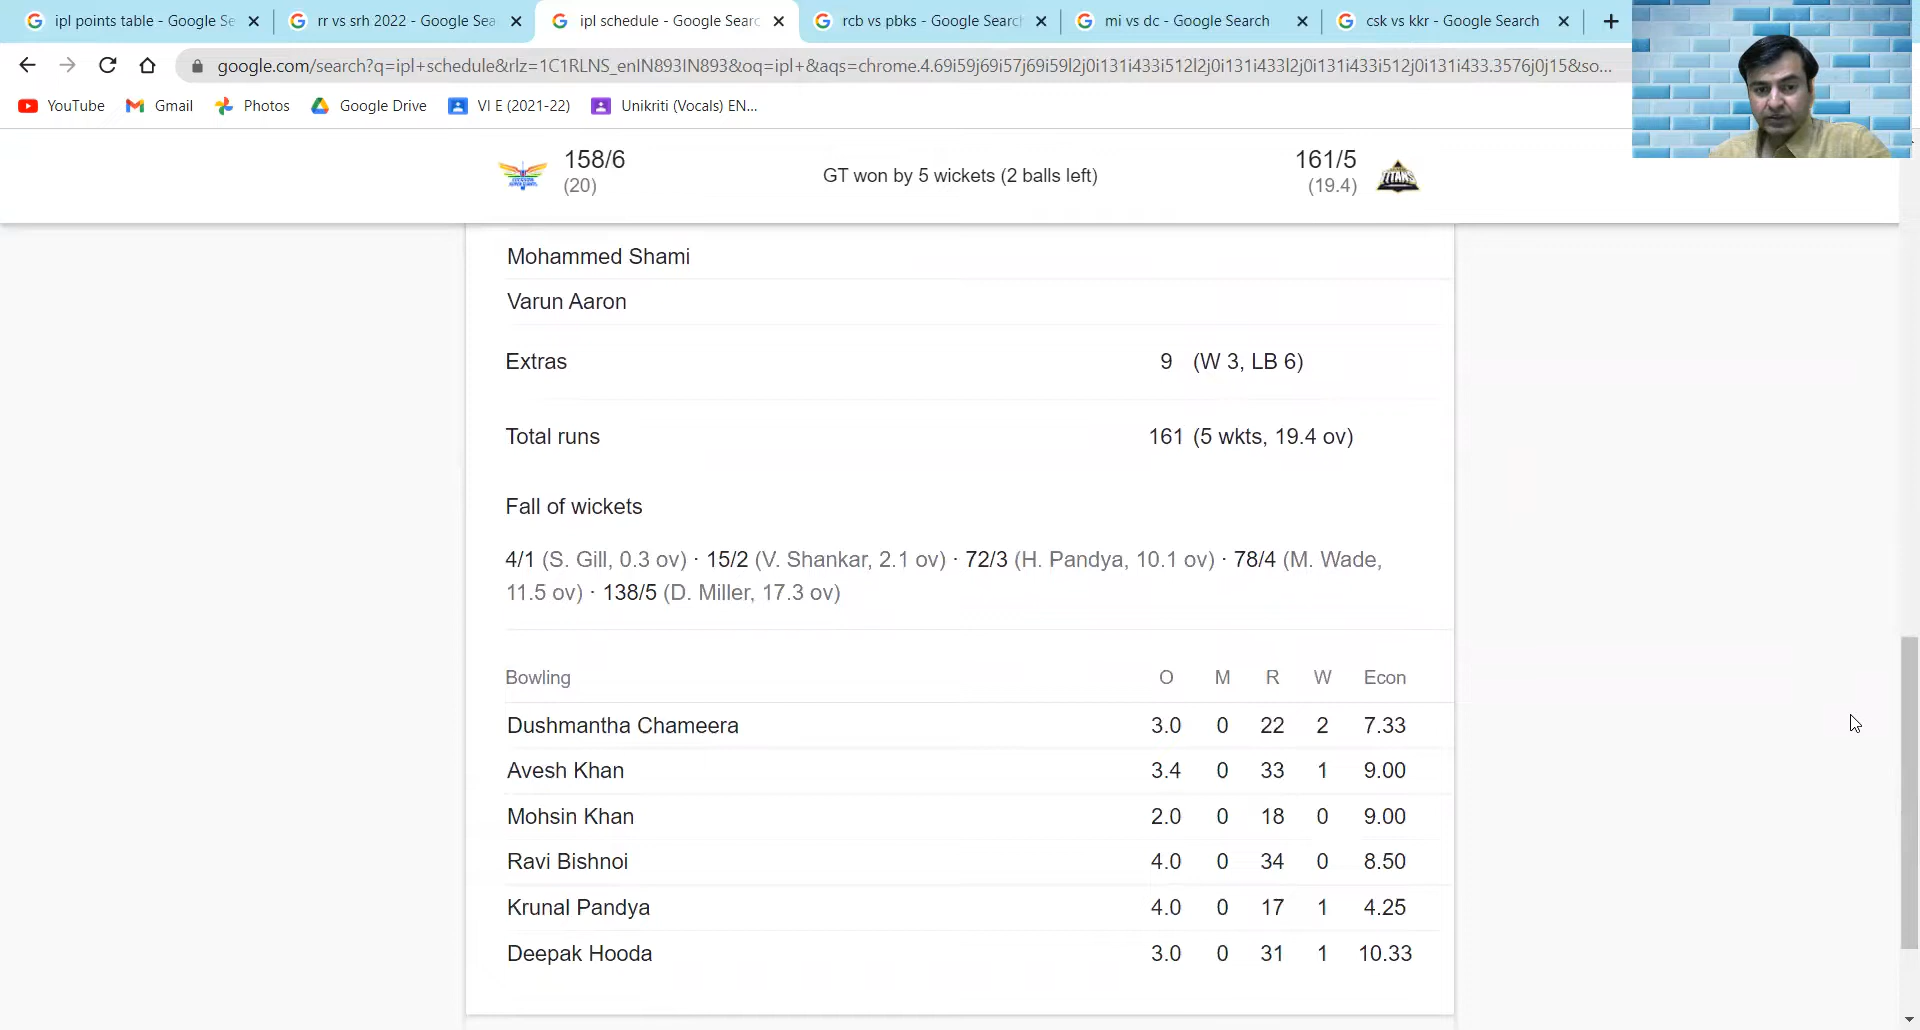 ipl points table - Google Se
rr vs srh 2022 - Google Sea
ipl schedule - Google Searc
rcb vs pbks - Google Search
mi vs dc - Google Search
csk vs kkr - Google Search
google.com/search?q=ipl+schedule&rlz=1C1RLNS_enIN893IN893&oq=ipl+&aqs=chrome.4.69i59j69i57j69i59l2j0i131i433i512l2j0i131i433l2j0i131i433i512j0i131i433.3576j0j15&so...
YouTube Gmail Photos Google Drive VI E (2021-22) Unikriti (Vocals) EN...
158/6
(20)
GT won by 5 wickets (2 balls left)
161/5
(19.4)
TITANS
Mohammed Shami
Varun Aaron
Extras 9 (W 3, LB 6)
Total runs 161 (5 wkts, 19.4 ov)
Fall of wickets
4/1 (S. Gill, 0.3 ov) · 15/2 (V. Shankar, 2.1 ov) · 72/3 (H. Pandya, 10.1 ov) · 78/4 (M. Wade,
11.5 ov) · 138/5 (D. Miller, 17.3 ov)
Bowling O M R W Econ
Dushmantha Chameera 3.0 0 22 2 7.33
Avesh Khan 3.4 0 33 1 9.00
Mohsin Khan 2.0 0 18 0 9.00
Ravi Bishnoi 4.0 0 34 0 8.50
Krunal Pandya 4.0 0 17 1 4.25
Deepak Hooda 3.0 0 31 1 10.33